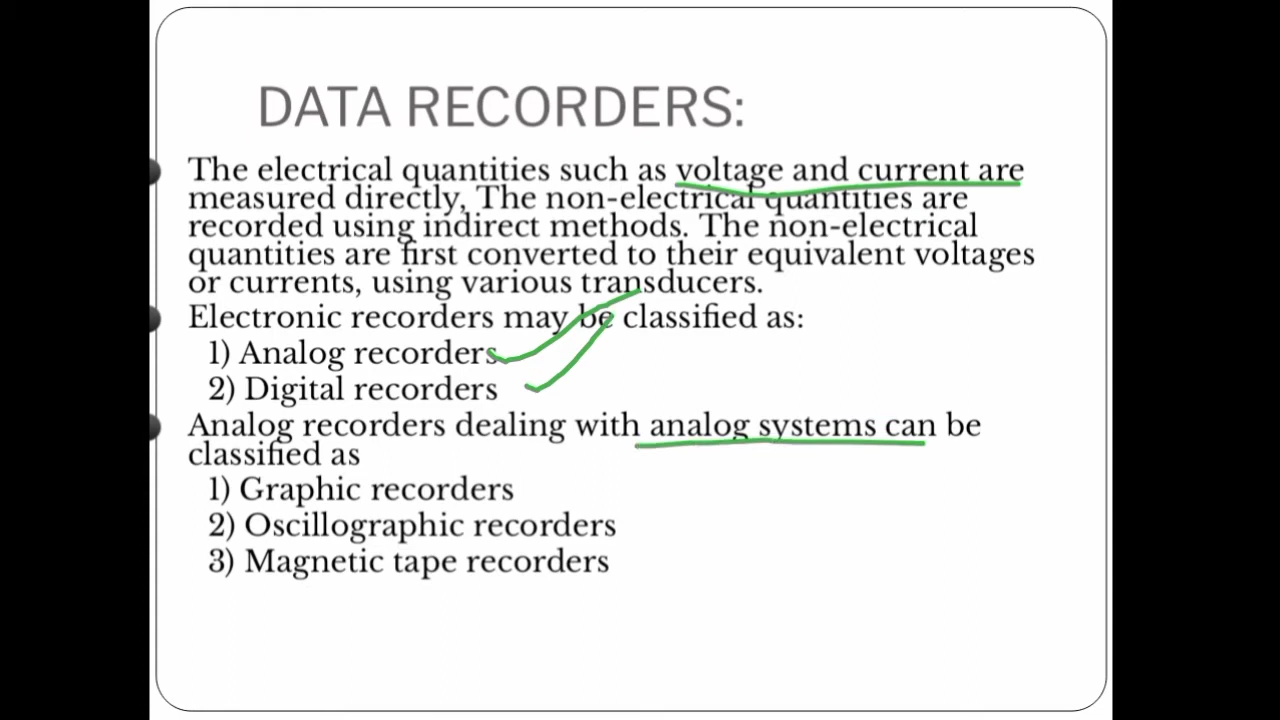 DATA RECORDERS:
The electrical quantities such as voltage and current are
measured directly, The non-electrical quantities are
recorded using indirect methods. The non-electrical
quantities are first converted to their equivalent voltages
or currents, using various transducers.
Electronic recorders may be classified as:
1) Analog recorders
2) Digital recorders
Analog recorders dealing with analog systems can be
classified as
1) Graphic recorders
2) Oscillographic recorders
3) Magnetic tape recorders